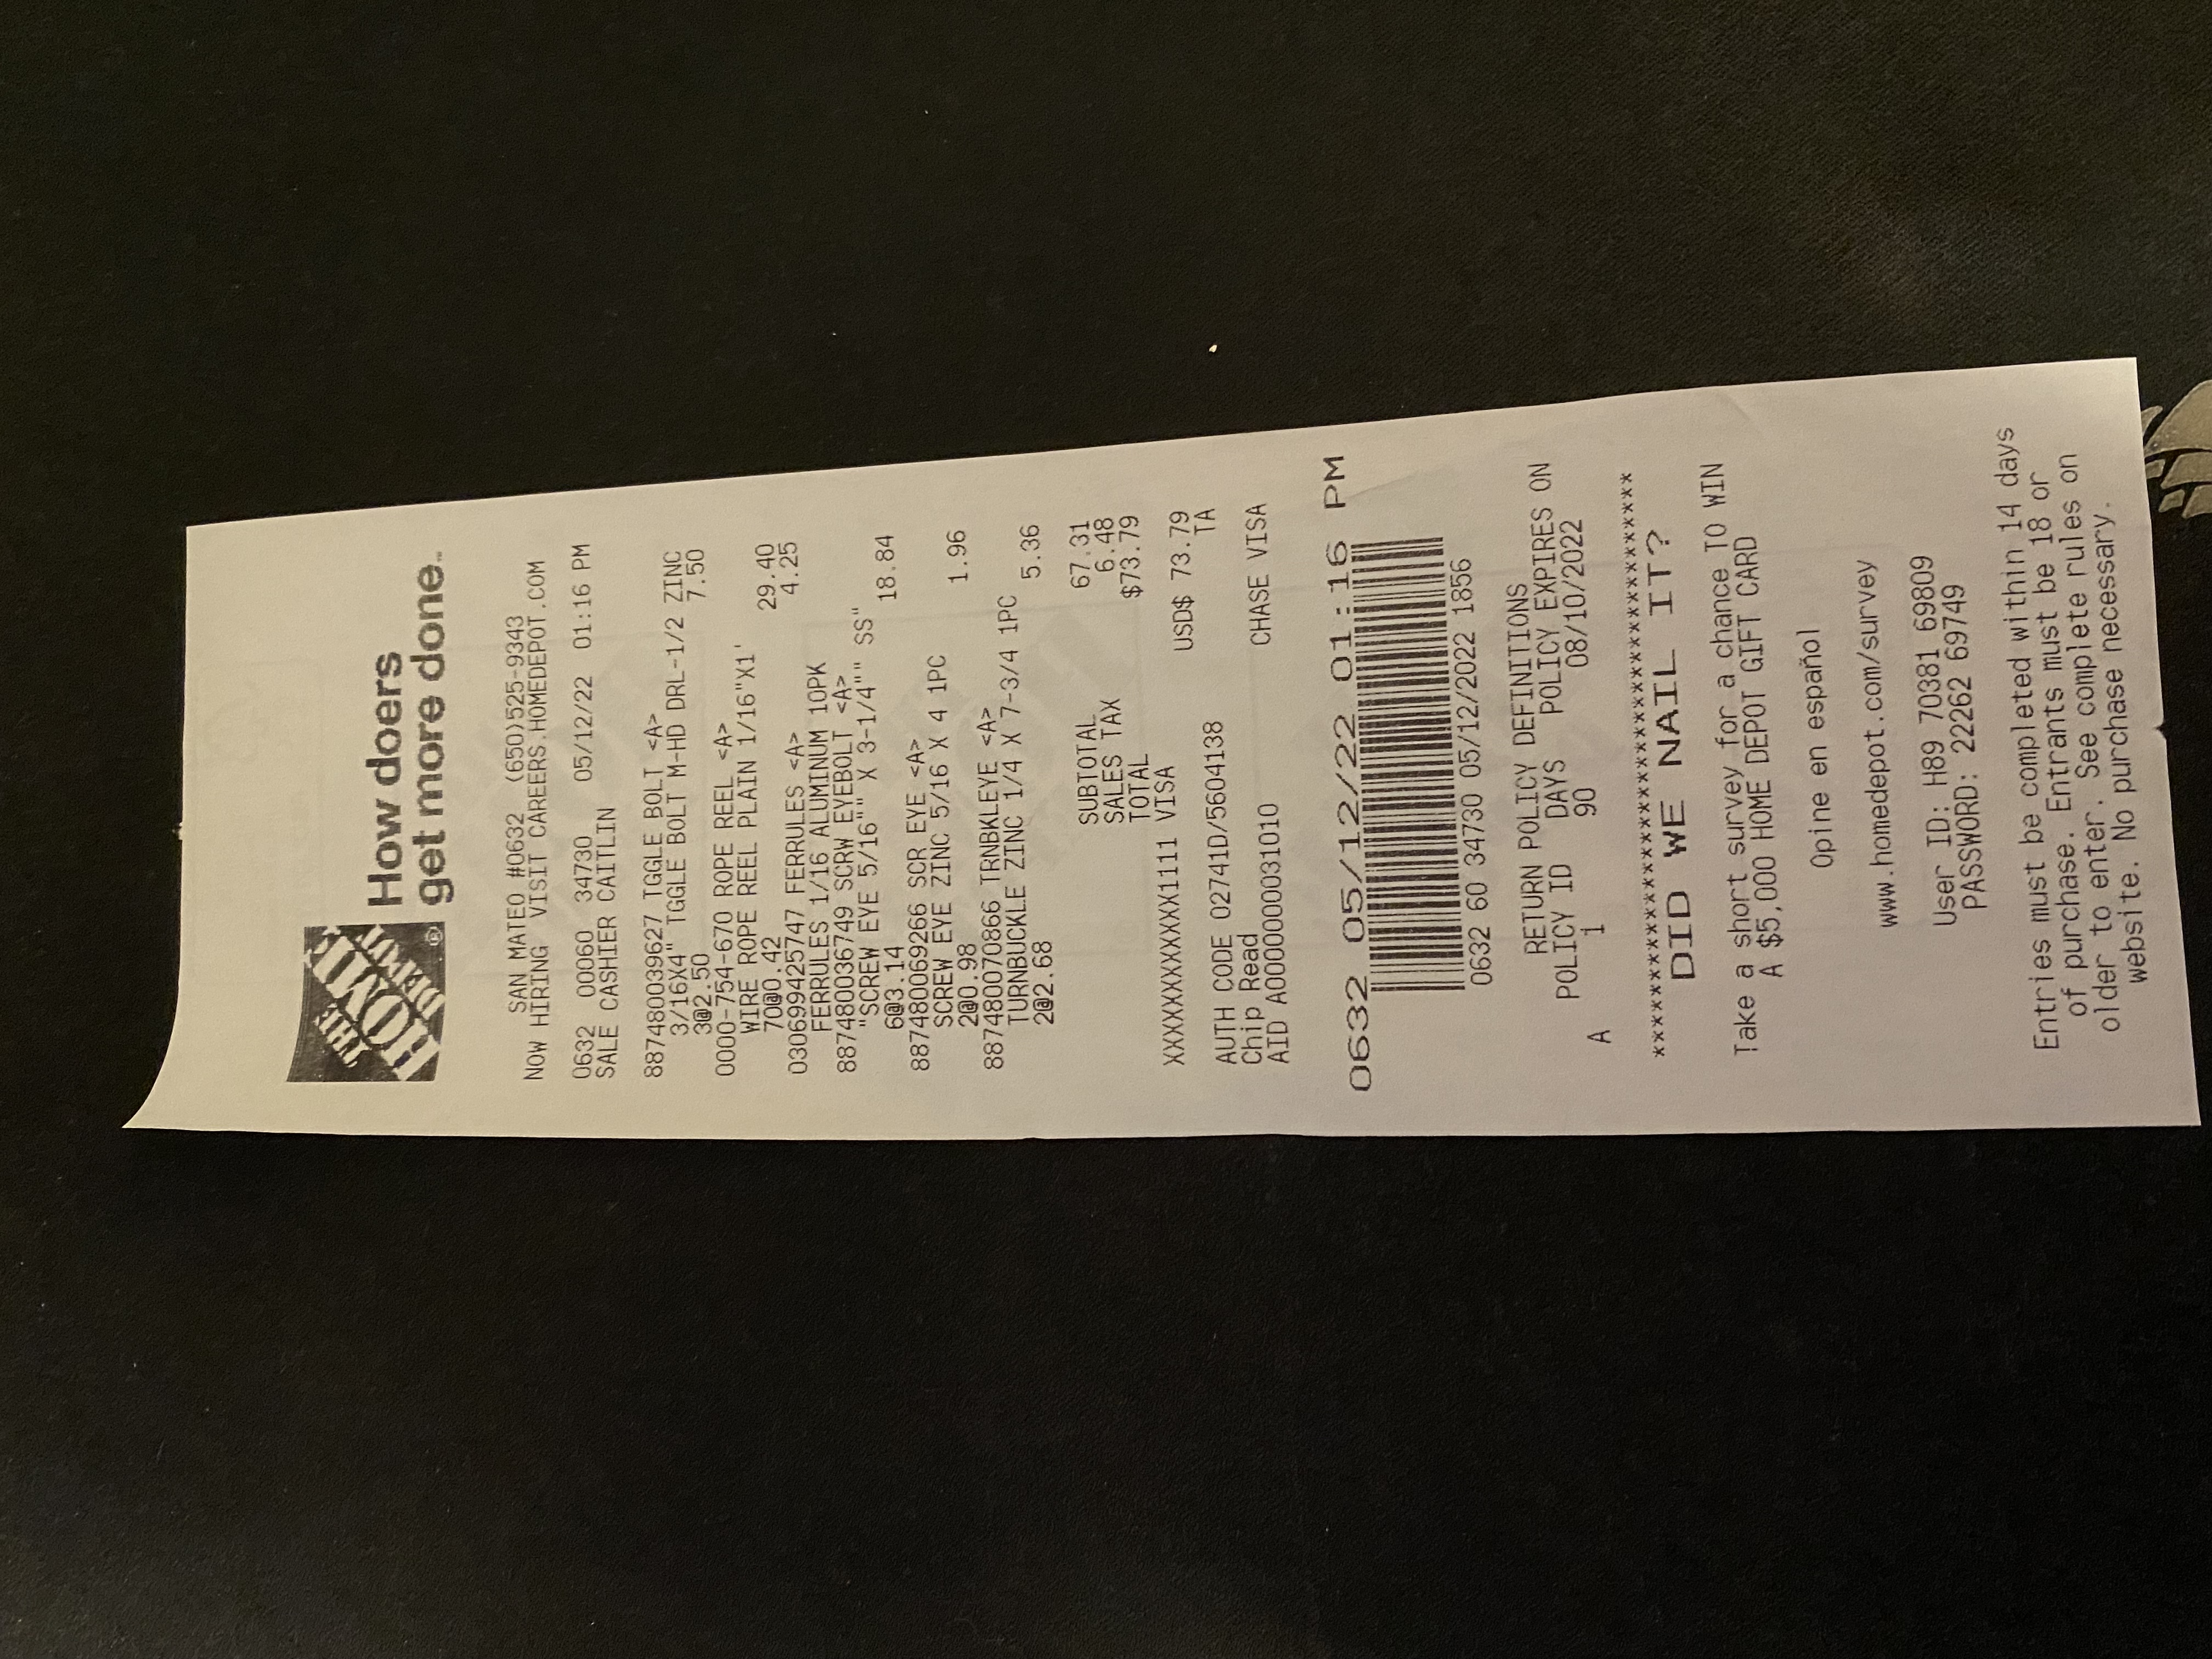 THE
HOME
DEPOT
®
How doers
get more done™
SAN MATEO #0632 (650)525-9343
NOW HIRING VISIT CAREERS.HOMEDEPOT.COM
0632 00060 34730 05/12/22 01:16 PM
SALE CASHIER CAITLIN
887480039627 TGGLE BOLT <A>
3/16X4" TGGLE BOLT M-HD DRL-1/2 ZINC
3@2.50 7.50
0000-754-670 ROPE REEL <A>
WIRE ROPE REEL PLAIN 1/16"X1'
70@0.42 29.40
030699425747 FERRULES <A> 4.25
FERRULES 1/16 ALUMINUM 10PK
887480036749 SCRW EYEBOLT <A>
"SCREW EYE 5/16"" X 3-1/4"" SS"
6@3.14 18.84
887480069266 SCR EYE <A>
SCREW EYE ZINC 5/16 X 4 1PC
2@0.98 1.96
887480070866 TRNBKLEYE <A>
TURNBUCKLE ZINC 1/4 X 7-3/4 1PC
2@2.68 5.36
SUBTOTAL 67.31
SALES TAX 6.48
TOTAL $73.79
XXXXXXXXXXXX1111 VISA
USD$ 73.79
AUTH CODE 02741D/5604138 TA
Chip Read
AID A0000000031010 CHASE VISA
0632 05/12/22 01:16 PM
0632 60 34730 05/12/2022 1856
RETURN POLICY DEFINITIONS
POLICY ID DAYS POLICY EXPIRES ON
A 1 90 08/10/2022
***************************************
DID WE NAIL IT?
Take a short survey for a chance TO WIN
A $5,000 HOME DEPOT GIFT CARD
Opine en español
www.homedepot.com/survey
User ID: H89 70381 69809
PASSWORD: 22262 69749
Entries must be completed within 14 days
of purchase. Entrants must be 18 or
older to enter. See complete rules on
website. No purchase necessary.